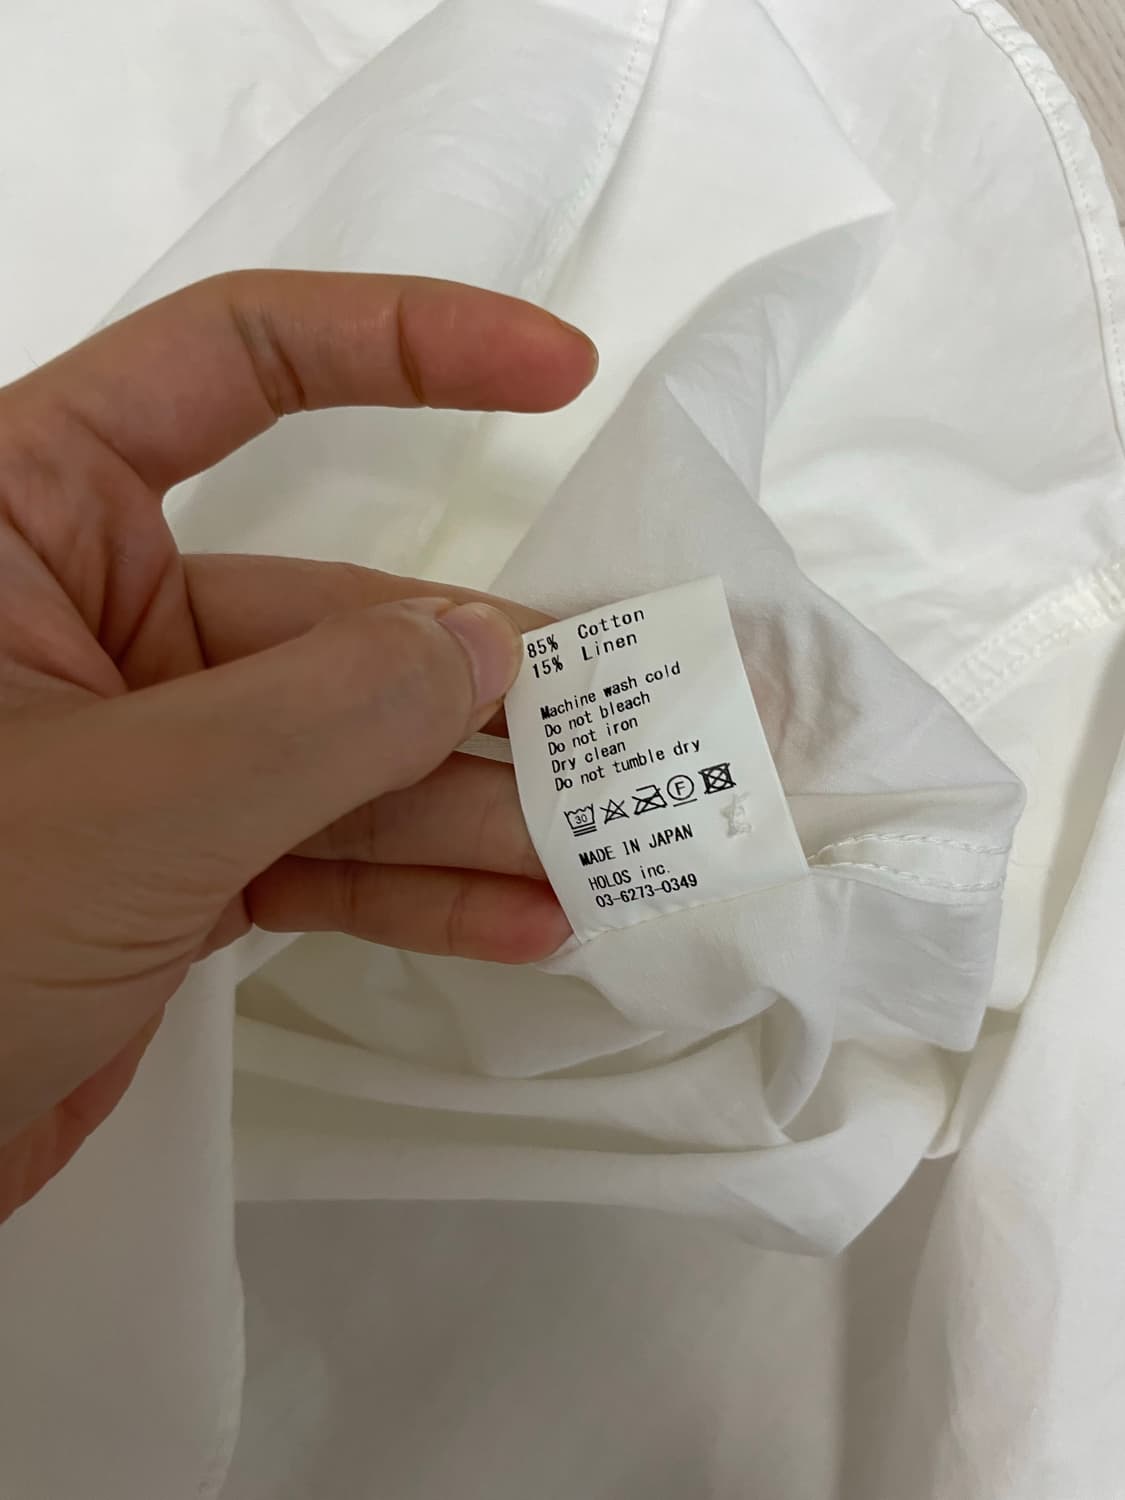 85% Cotton
15% Linen
Machine wash cold
Do not bleach
Do not iron
Dry clean
Do not tumble dry
30 F
MADE IN JAPAN
HOLOS inc.
03-6273-0349